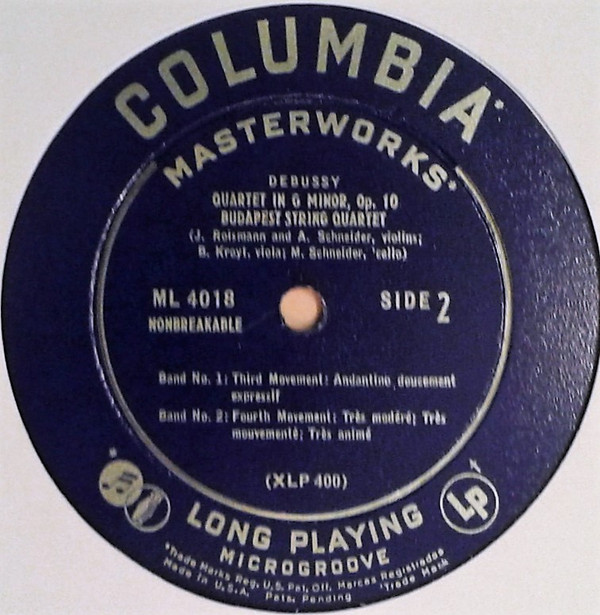 COLUMBIA
MASTERWORKS
DEBUSSY
QUARTET IN G MINOR, Op. 10
BUDAPEST STRING QUARTET
(J. Roismann and A. Schneider, violins;
B. Kroyt, viola; M. Schneider, 'cello)
ML 4018
NONBREAKABLE
SIDE 2
Band No. 1: Third Movement: Andantino, doucement
expressif
Band No. 2: Fourth Movement: Très modéré; Très
mouvementé; Très animé
(XLP 400)
LP
LONG PLAYING
MICROGROOVE
"Trade Marks Reg. U.S. Pat. Off. Marcas Registradas
Made in U.S.A. Pats. Pending 'Trade Mark